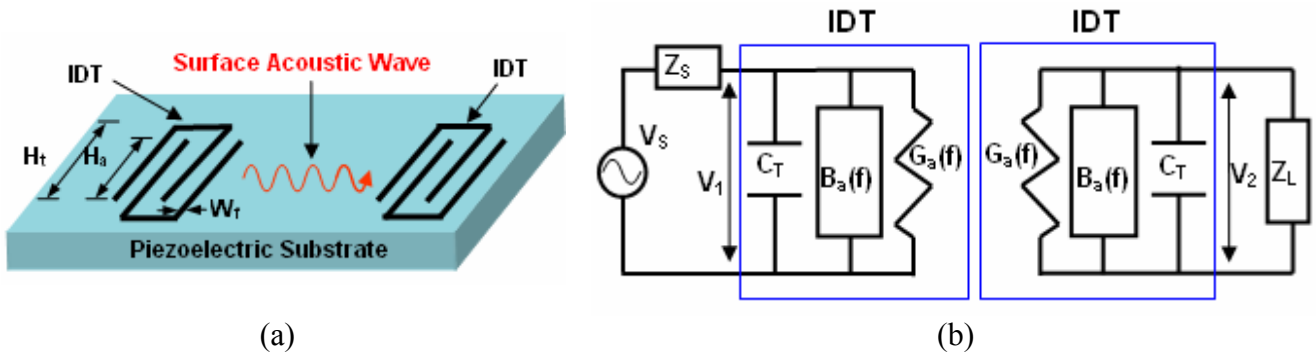 IDT
Surface Acoustic Wave
IDT
Ht
Ha
Wf
Piezoelectric Substrate
(a)
IDT
IDT
ZS
VS
V1
CT
Ba(f)
Ga(f)
Ga(f)
Ba(f)
CT
V2
ZL
(b)